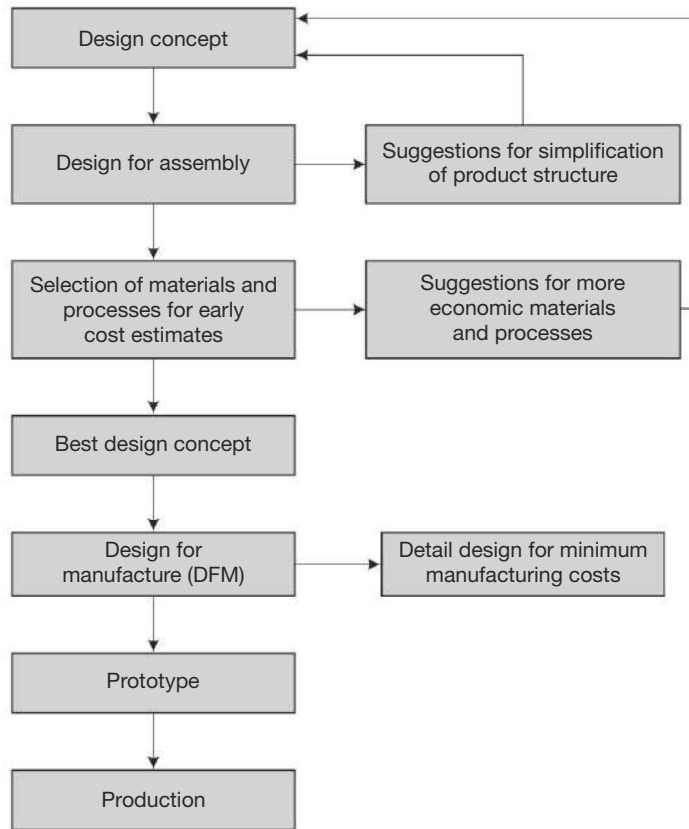 Design concept
Design for assembly
Suggestions for simplification
of product structure
Selection of materials and
processes for early
cost estimates
Suggestions for more
economic materials
and processes
Best design concept
Design for
manufacture (DFM)
Detail design for minimum
manufacturing costs
Prototype
Production